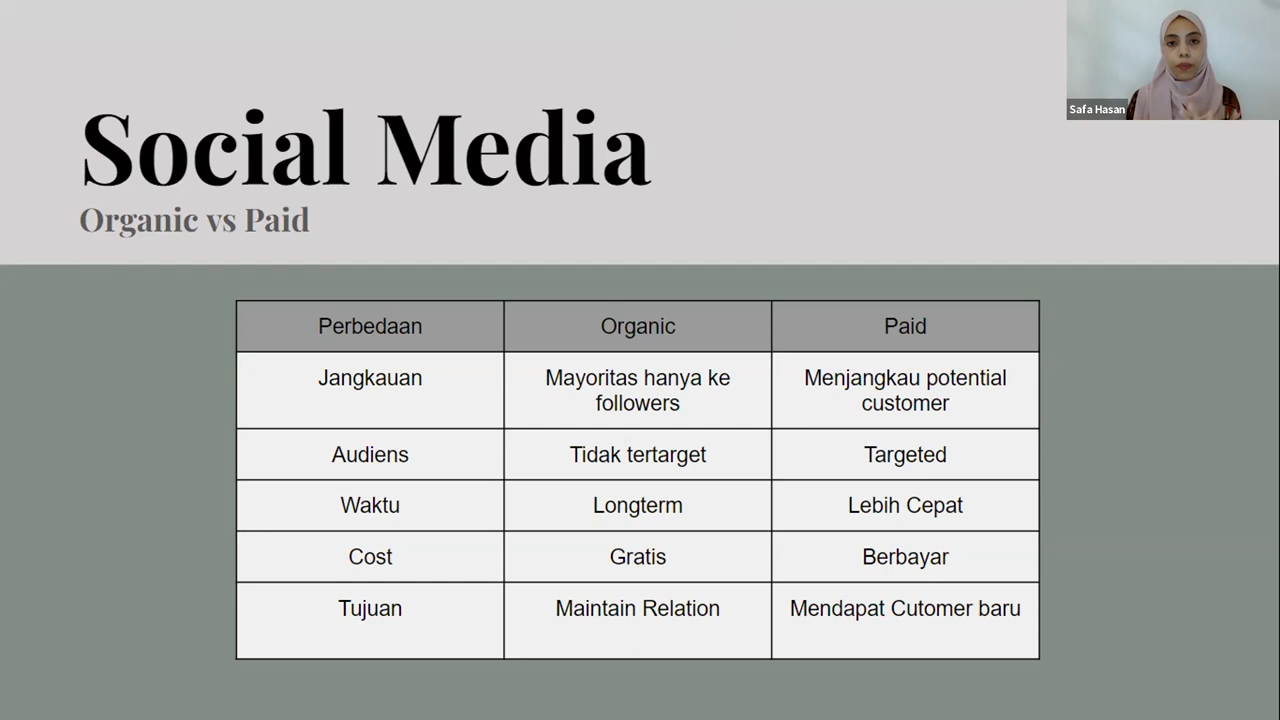 Safa Hasan
Social Media
Organic vs Paid
Perbedaan Organic Paid
Jangkauan Mayoritas hanya ke followers Menjangkau potential customer
Audiens Tidak tertarget Targeted
Waktu Longterm Lebih Cepat
Cost Gratis Berbayar
Tujuan Maintain Relation Mendapat Cutomer baru